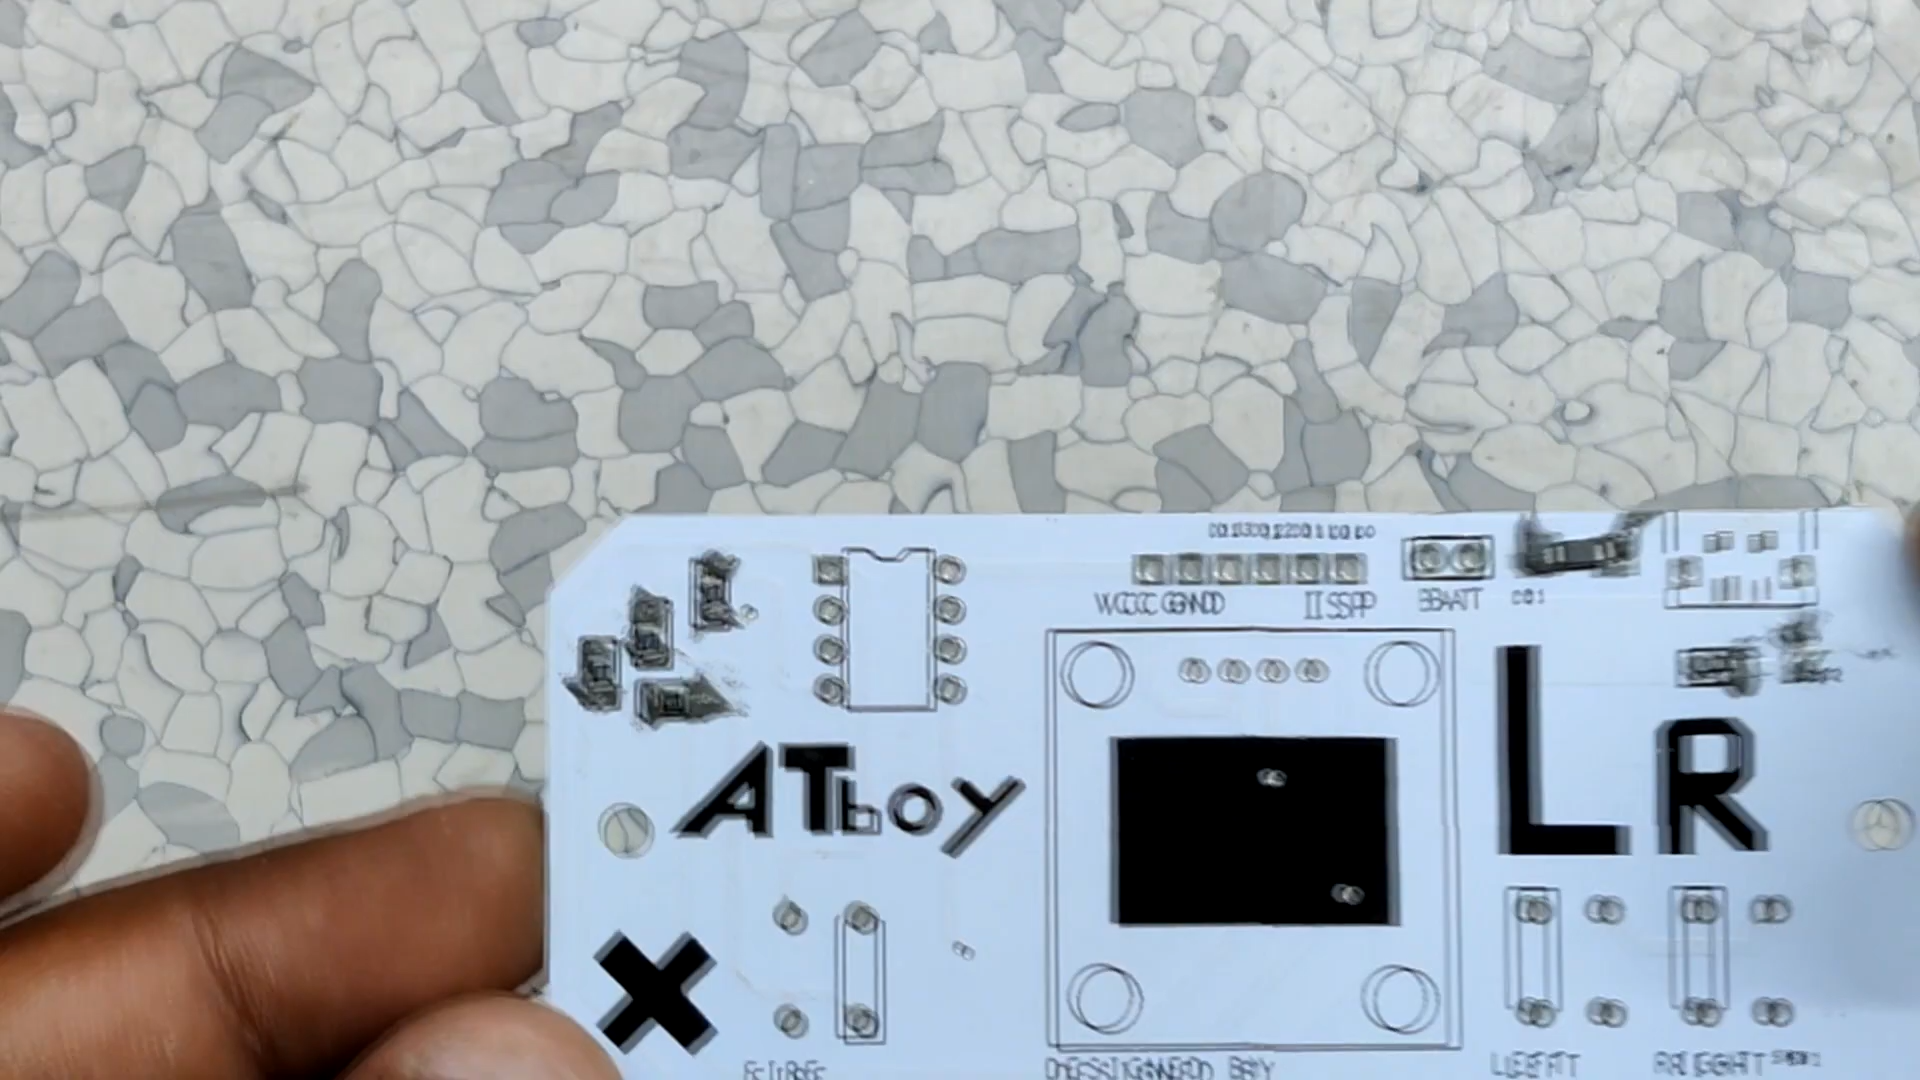 VCC GND ISP
BATT
ATboy
L R
FIRE
DESIGNED BY
LEFT
RIGHT